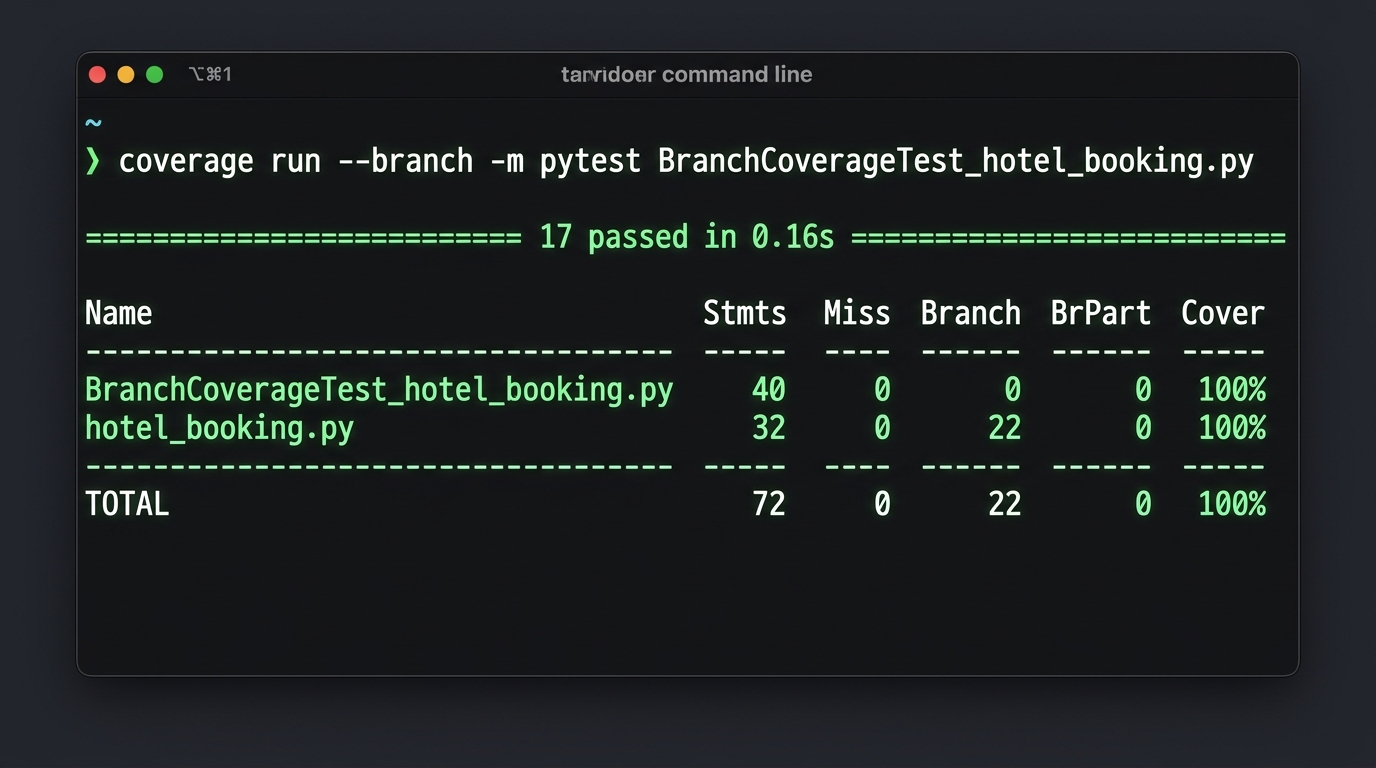 ⌥⌘1 command line
~
❯ coverage run --branch -m pytest BranchCoverageTest_hotel_booking.py
========================== 17 passed in 0.16s ==========================
Name Stmts Miss Branch BrPart Cover
----------------------------------- ----- ---- ------ ------ -----
BranchCoverageTest_hotel_booking.py 40 0 0 0 100%
hotel_booking.py 32 0 22 0 100%
----------------------------------- ----- ---- ------ ------ -----
TOTAL 72 0 22 0 100%